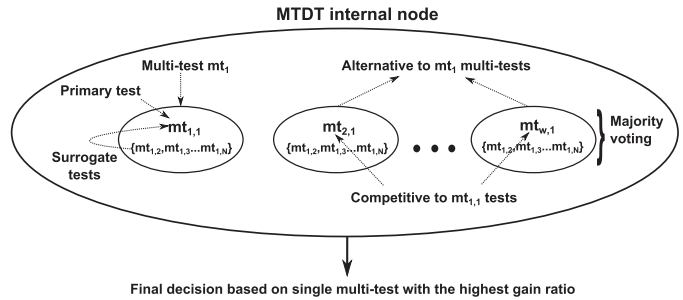 MTDT internal node
Multi-test mt1
Alternative to mt1 multi-tests
Primary test
mt1,1
{mt1,2,mt1,3...mt1,N}
mt2,1
{mt1,2,mt1,3...mt1,N}
mtw,1
{mt1,2,mt1,3...mt1,N}
Majority
voting
Surrogate
tests
Competitive to mt1,1 tests
Final decision based on single multi-test with the highest gain ratio